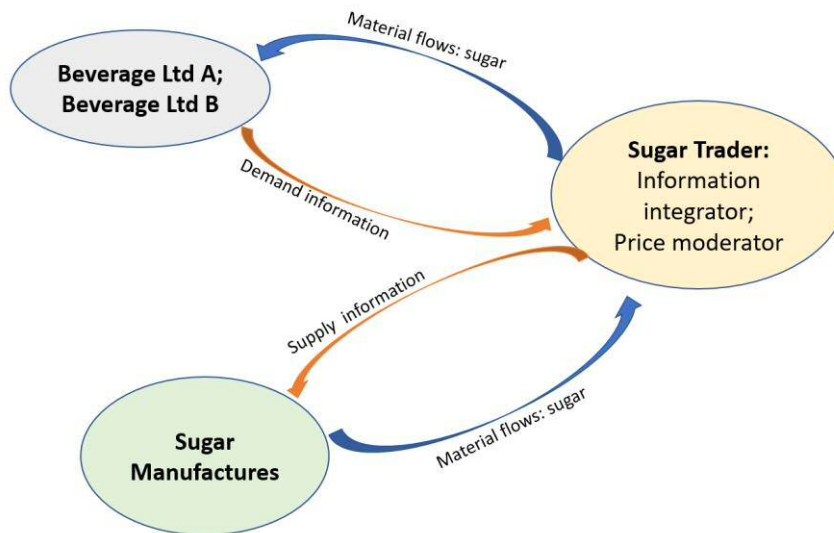 Material flows: sugar
Beverage Ltd A;
Beverage Ltd B
Sugar Trader:
Information
integrator;
Price moderator
Demand information
Supply information
Sugar
Manufactures
Material flows: sugar